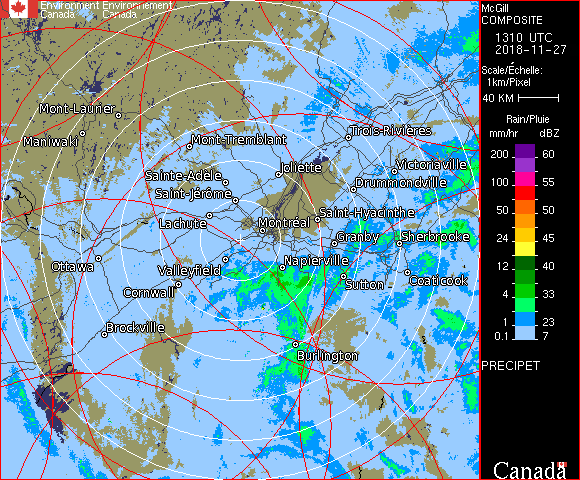 Environment Environnement
Canada Canada
Mont-Laurier
Maniwaki
Mont-Tremblant
Trois-Rivières
Sainte-Adèle
Joliette
Victoriaville
Saint-Jérôme
Drummondville
Lachute
Saint-Hyacinthe
Montréal
Granby
Sherbrooke
Ottawa
Valleyfield
Napierville
Sutton
Coaticook
Cornwall
Brockville
Burlington
McGill
COMPOSITE
1310 UTC
2018-11-27
Scale/Échelle:
1km/Pixel
40 KM
Rain/Pluie
mm/hr dBZ
200 60
100 55
50 50
24 45
12 40
4 33
1 23
0.1 7
PRECIPET
Canada